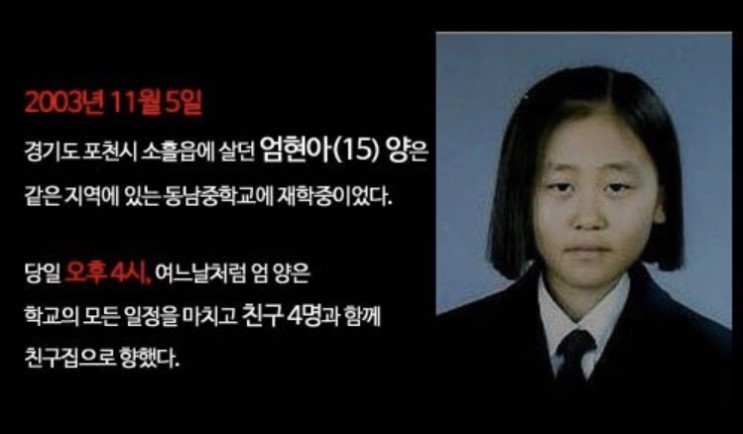 2003년 11월 5일
경기도 포천시 소흘읍에 살던 엄현아(15) 양은
같은 지역에 있는 동남중학교에 재학중이었다.
당일 오후 4시, 여느날처럼 엄 양은
학교의 모든 일정을 마치고 친구 4명과 함께
친구집으로 향했다.